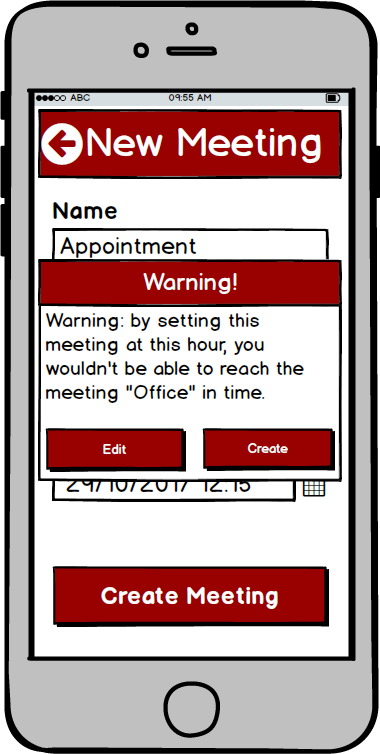 ABC 09:55 AM
New Meeting
Name
Appointment
Warning!
Warning: by setting this
meeting at this hour, you
wouldn't be able to reach the
meeting "Office" in time.
Edit Create
29/10/2017 12:15
Create Meeting